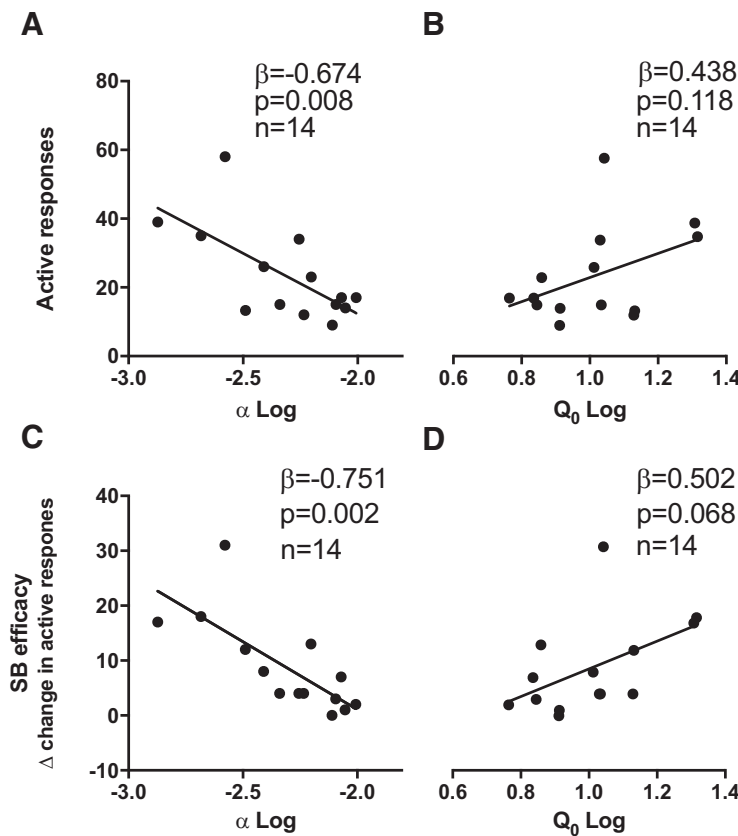 A
B
β=-0.674
p=0.008
n=14
β=0.438
p=0.118
n=14
Active responses
80
60
40
20
0
-3.0
-2.5
-2.0
α Log
0.6
0.8
1.0
1.2
1.4
Q0 Log
C
D
β=-0.751
p=0.002
n=14
β=0.502
p=0.068
n=14
SB efficacy
Δ change in active respones
40
30
20
10
0
-10
-3.0
-2.5
-2.0
α Log
0.6
0.8
1.0
1.2
1.4
Q0 Log